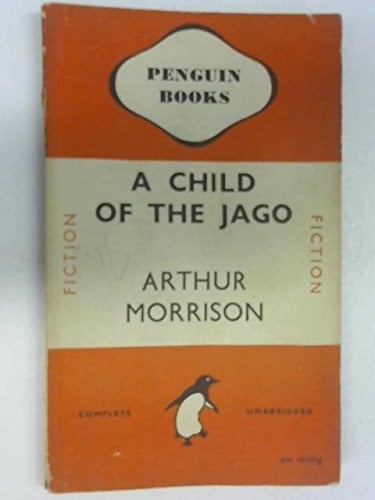 PENGUIN
BOOKS
A CHILD
OF THE JAGO
FICTION
FICTION
ARTHUR
MORRISON
COMPLETE
UNABRIDGED
one shilling